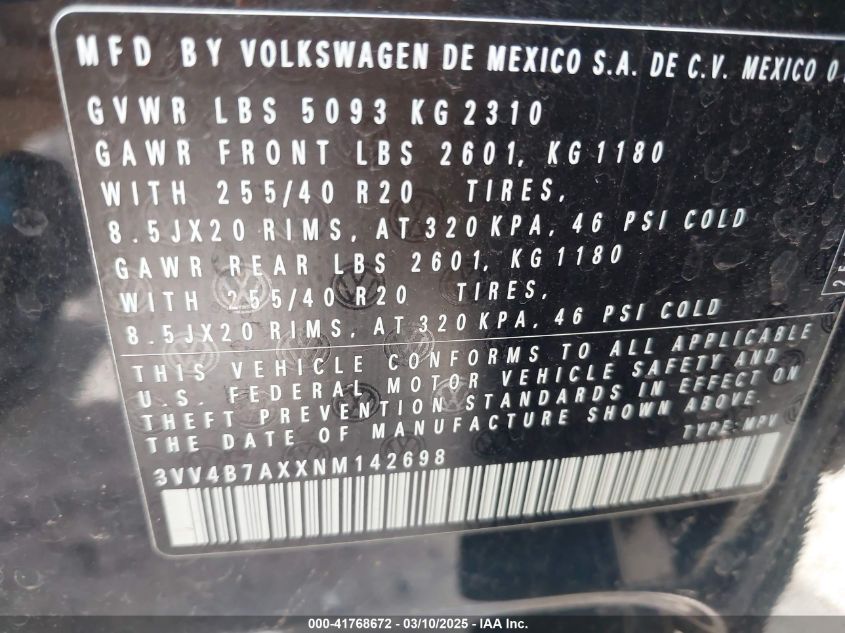 MFD BY VOLKSWAGEN DE MEXICO S.A. DE C.V. MEXICO
GVWR LBS 5093 KG 2310
GAWR FRONT LBS 2601, KG 1180
WITH 255/40 R20 TIRES,
8.5JX20 RIMS, AT 320 KPA, 46 PSI COLD
GAWR REAR LBS 2601, KG 1180
WITH 255/40 R20 TIRES,
8.5JX20 RIMS, AT 320 KPA, 46 PSI COLD
THIS VEHICLE CONFORMS TO ALL APPLICABLE
U.S. FEDERAL MOTOR VEHICLE SAFETY AND
THEFT PREVENTION STANDARDS IN EFFECT ON
THE DATE OF MANUFACTURE SHOWN ABOVE.
TYPE: MPV
3VV4B7AXXNM142698
000-41768672 - 03/10/2025 - IAA Inc.